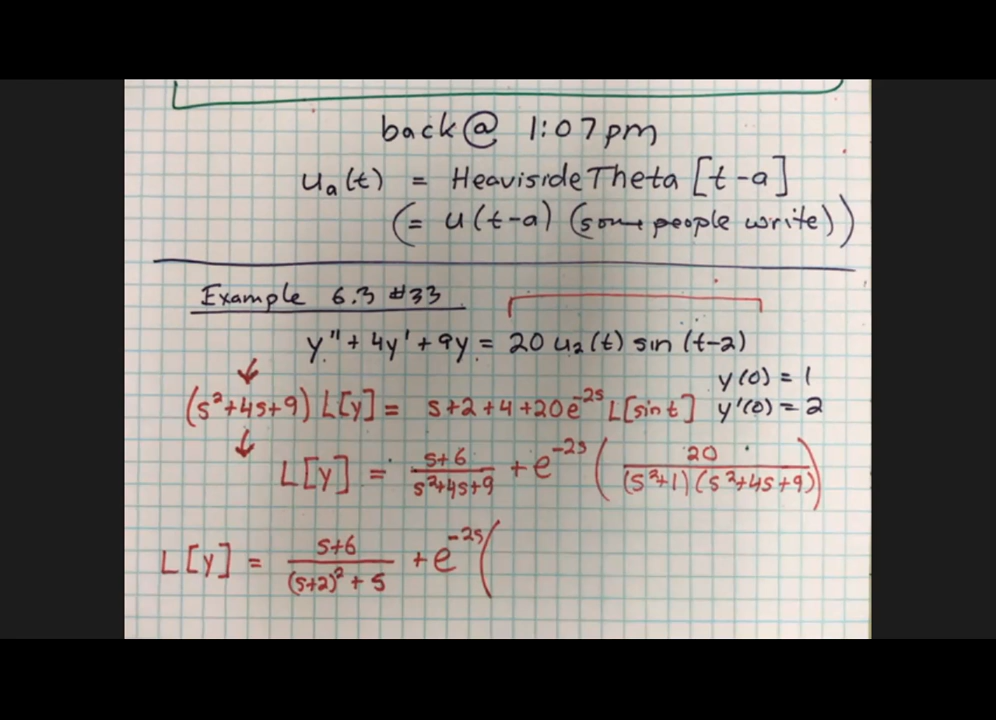 back@ 1:07pm
uₐ(t) = HeavisideTheta [t-a]
(= u(t-a) (some people write))
Example 6.3 #33
y'' + 4y' + 9y = 20 u₂(t) sin(t-2)
y(0) = 1
(s²+4s+9) L[y] = s+2+4+20e⁻²ˢ L[sin t] y'(0) = 2
L[y] = (s+6)/(s²+4s+9) + e⁻²ˢ (20/((s²+1)(s²+4s+9)))
L[y] = (s+6)/((s+2)²+5) + e⁻²ˢ(